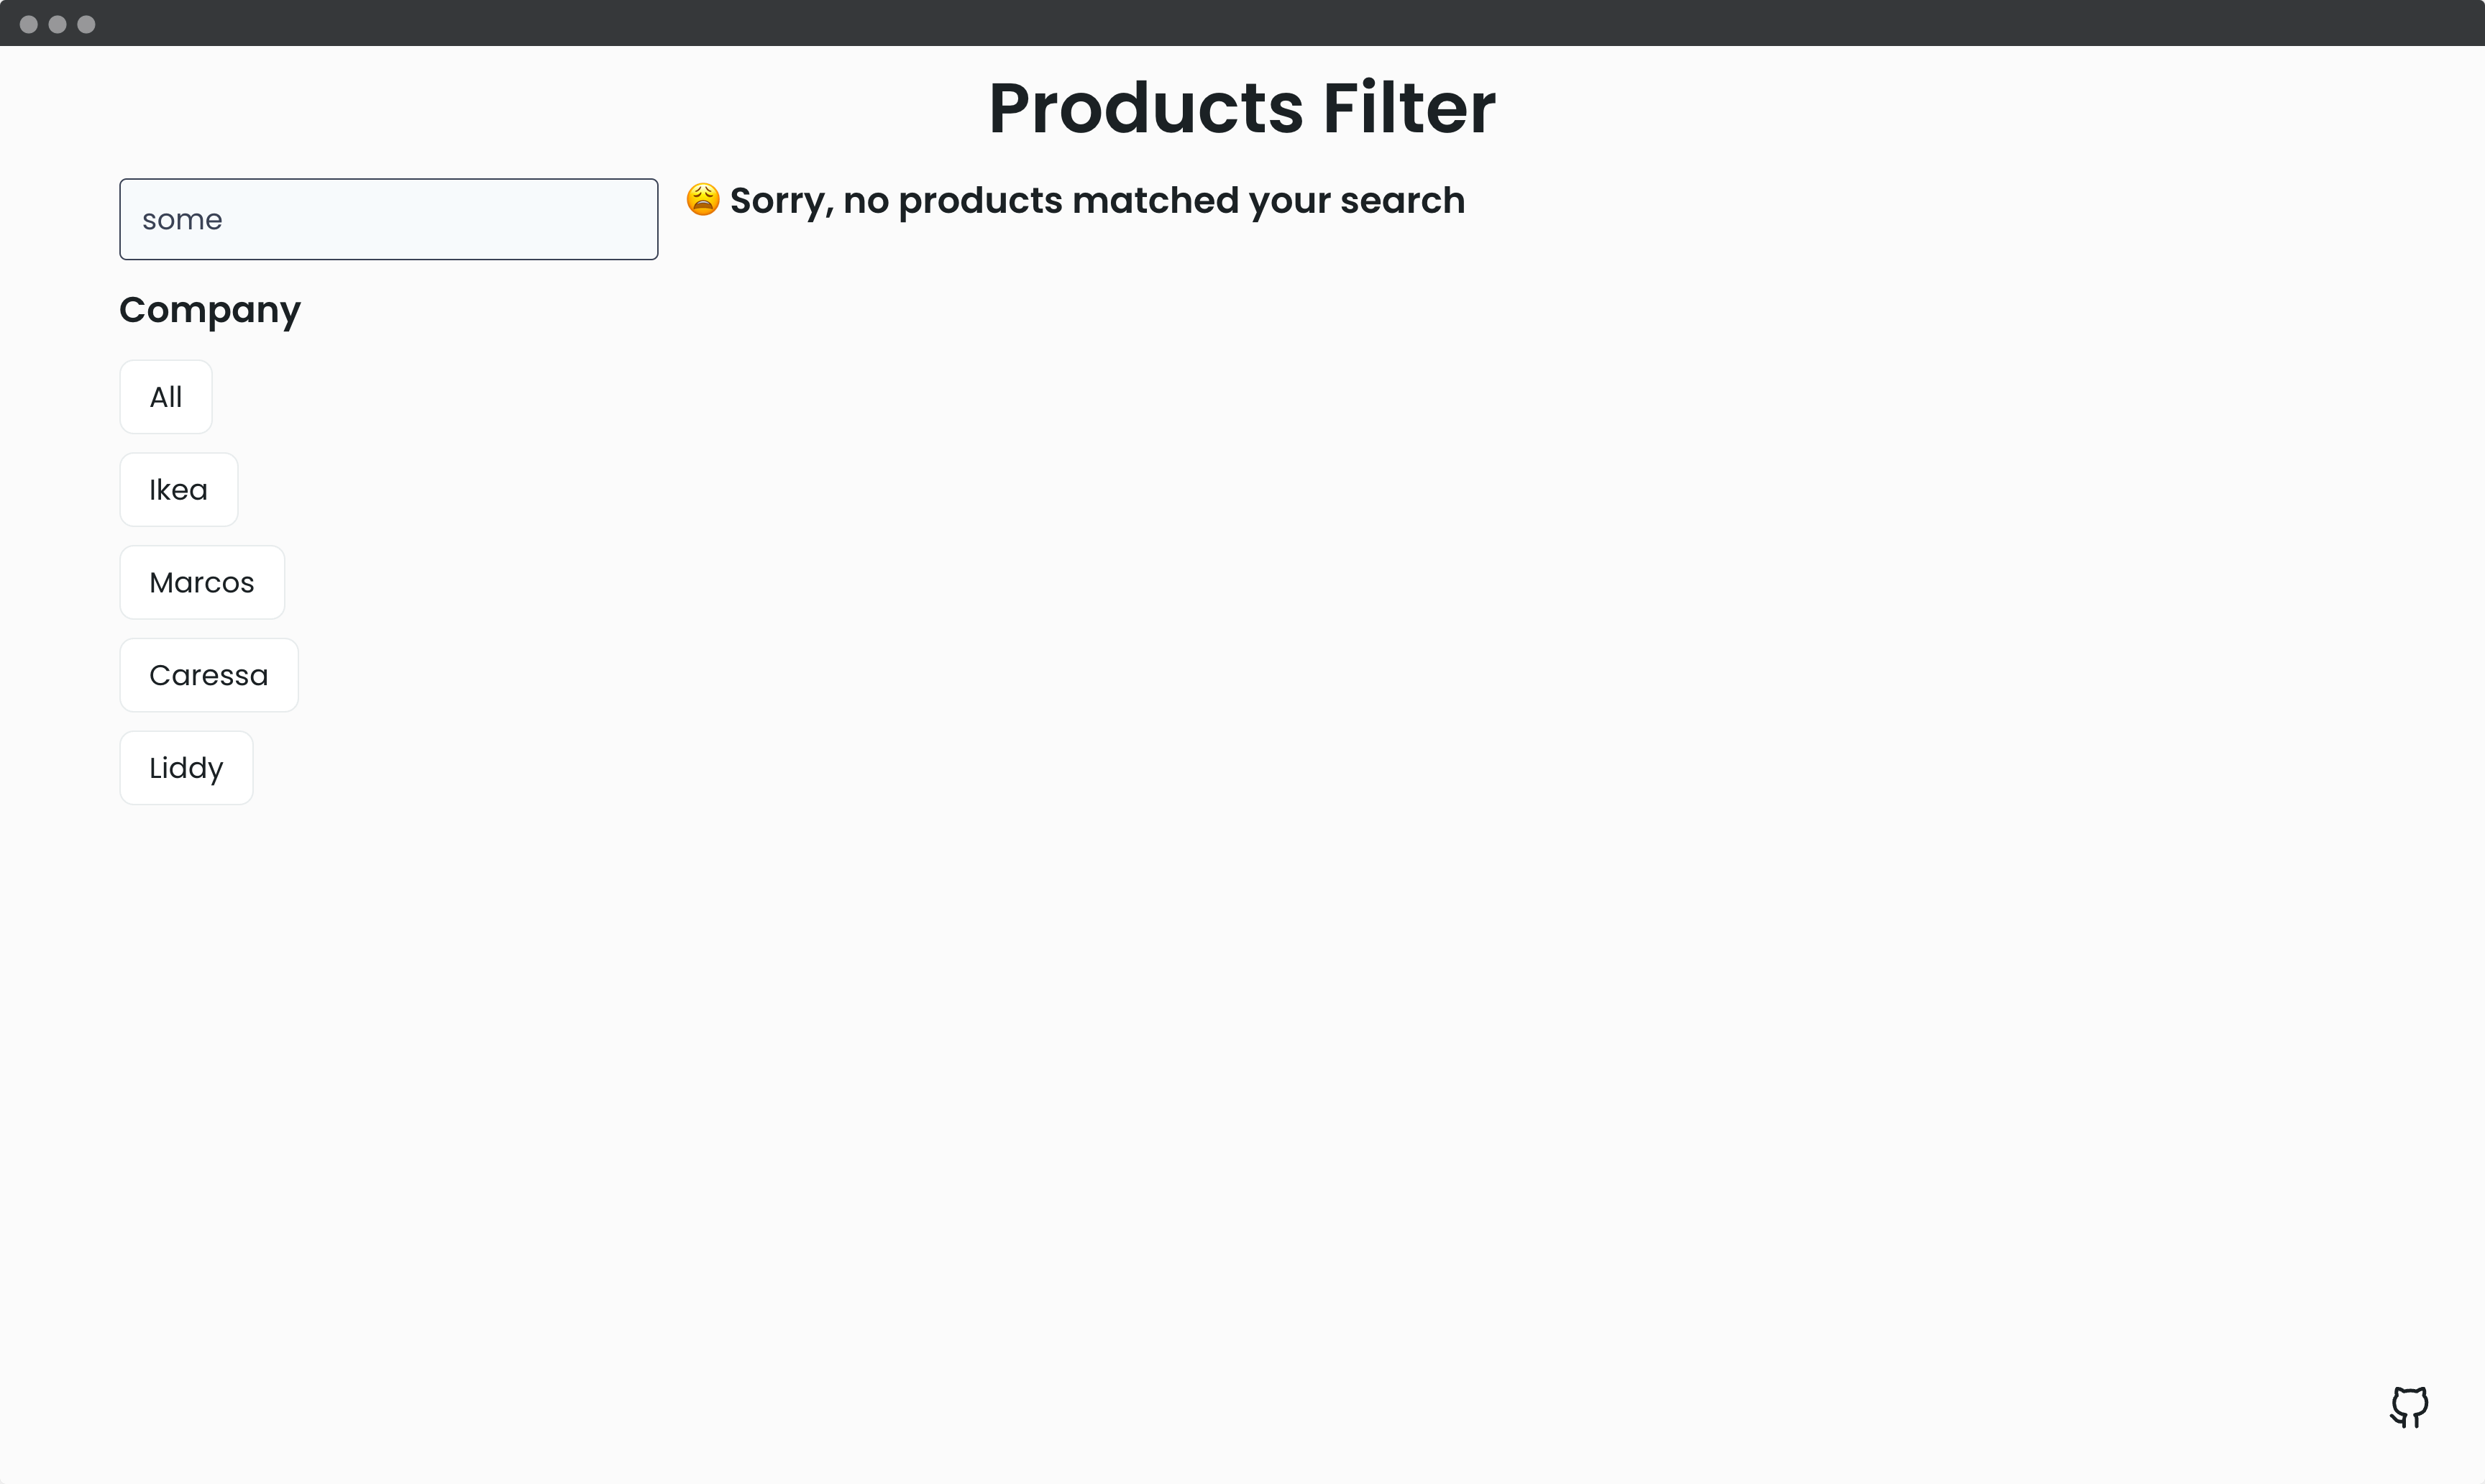 Products Filter
some
😩 Sorry, no products matched your search
Company
All
Ikea
Marcos
Caressa
Liddy